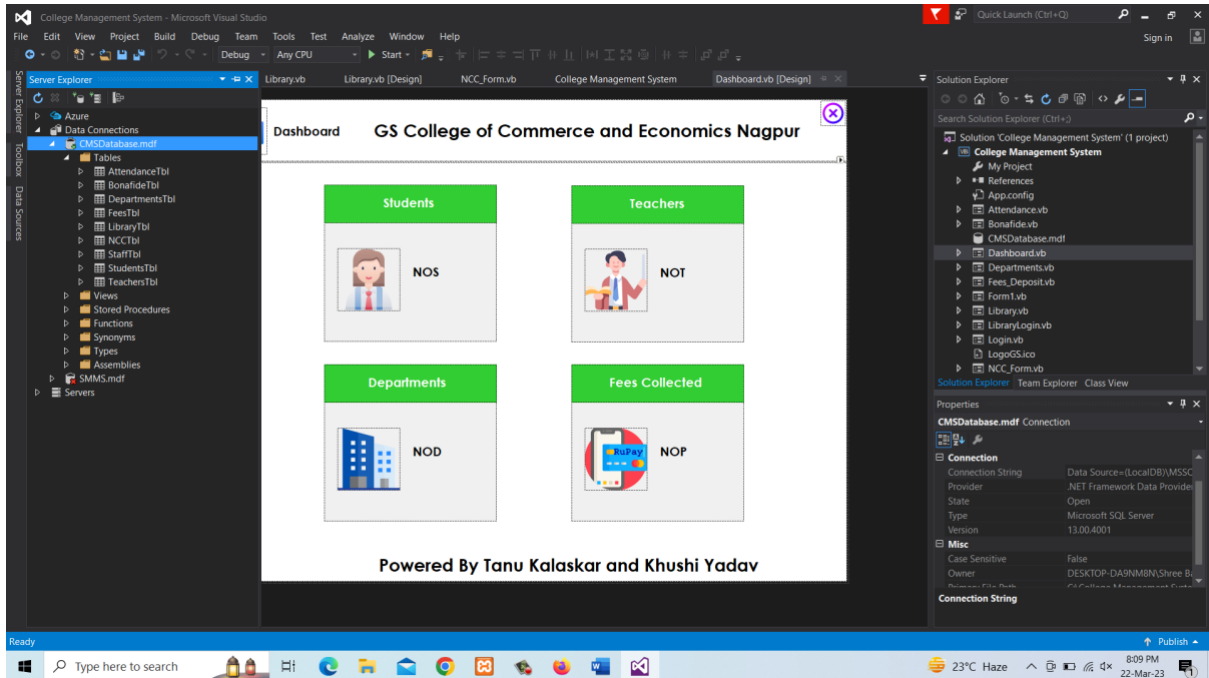 College Management System - Microsoft Visual Studio
Quick Launch (Ctrl+Q)
File Edit View Project Build Debug Team Tools Test Analyze Window Help
Sign in
Debug Any CPU Start
Server Explorer
Toolbox
Data Sources
Server Explorer
Azure
Data Connections
CMSDatabase.mdf
Tables
AttendanceTbl
BonafideTbl
DepartmentsTbl
FeesTbl
LibraryTbl
NCCTbl
StaffTbl
StudentsTbl
TeachersTbl
Views
Stored Procedures
Functions
Synonyms
Types
Assemblies
SMMS.mdf
Servers
Library.vb Library.vb [Design] NCC_Form.vb College Management System Dashboard.vb [Design]
Dashboard GS College of Commerce and Economics Nagpur
Students Teachers
NOS NOT
Departments Fees Collected
NOD RuPay NOP
Powered By Tanu Kalaskar and Khushi Yadav
Solution Explorer
Search Solution Explorer (Ctrl+;)
Solution 'College Management System' (1 project)
VB College Management System
My Project
References
App.config
Attendance.vb
Bonafide.vb
CMSDatabase.mdf
Dashboard.vb
Departments.vb
Fees_Deposit.vb
Form1.vb
Library.vb
LibraryLogin.vb
Login.vb
LogoGS.ico
NCC_Form.vb
Solution Explorer Team Explorer Class View
Properties
CMSDatabase.mdf Connection
Connection
Connection String Data Source=(LocalDB)\MSSC
Provider .NET Framework Data Provide
State Open
Type Microsoft SQL Server
Version 13.00.4001
Misc
Case Sensitive False
Owner DESKTOP-DA9NM8N\Shree Ba
Connection String
Ready Publish
Type here to search
23°C Haze
8:09 PM
22-Mar-23
1